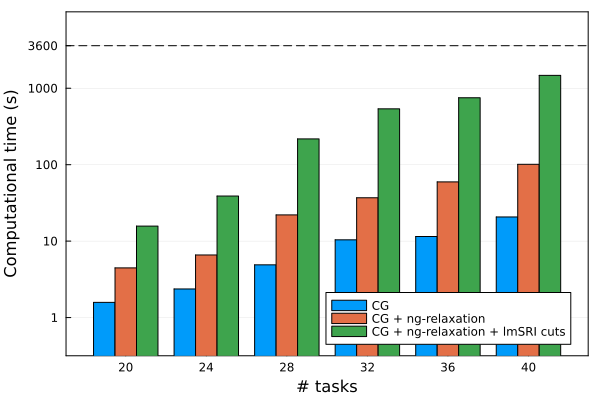 Computational time (s)
3600
1000
100
10
1
20 24 28 32 36 40
# tasks
CG
CG + ng-relaxation
CG + ng-relaxation + lmSRI cuts